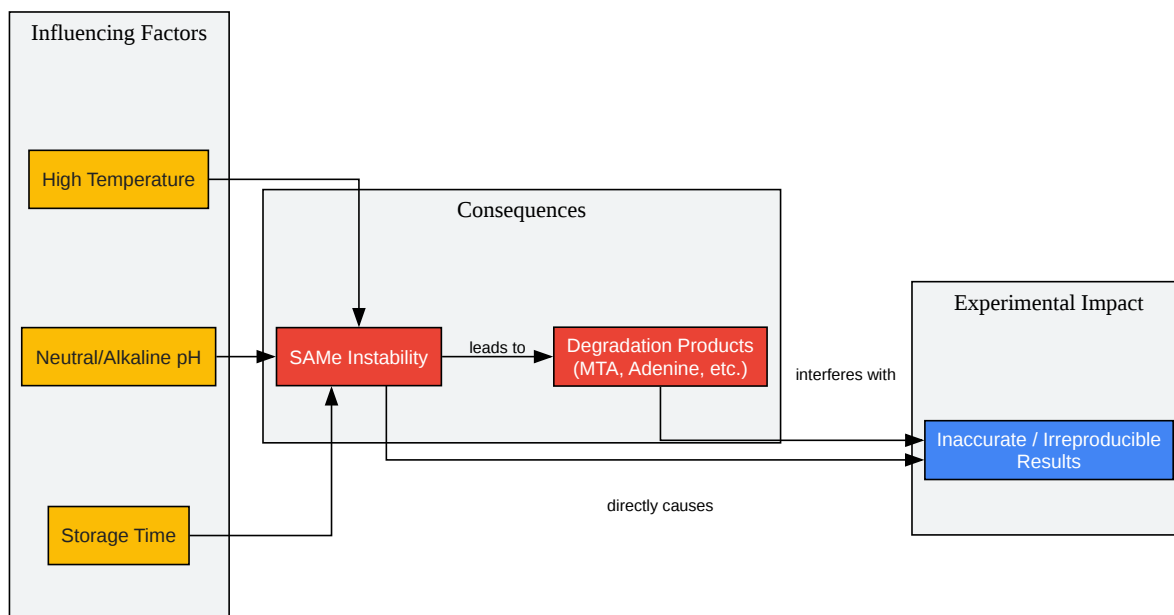 Influencing Factors
High Temperature
Neutral/Alkaline pH
Storage Time
Consequences
SAMe Instability
leads to
Degradation Products
(MTA, Adenine, etc.)
interferes with
directly causes
Experimental Impact
Inaccurate / Irreproducible
Results